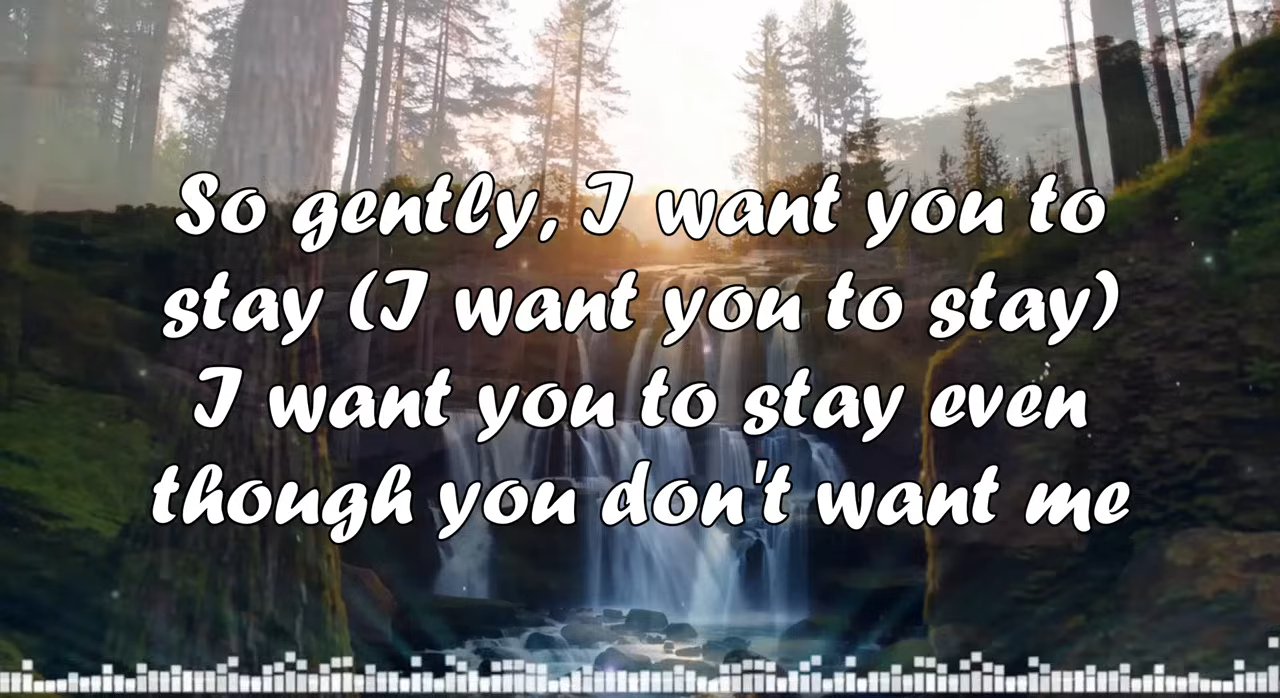 So gently, I want you to
stay (I want you to stay)
I want you to stay even
though you don't want me